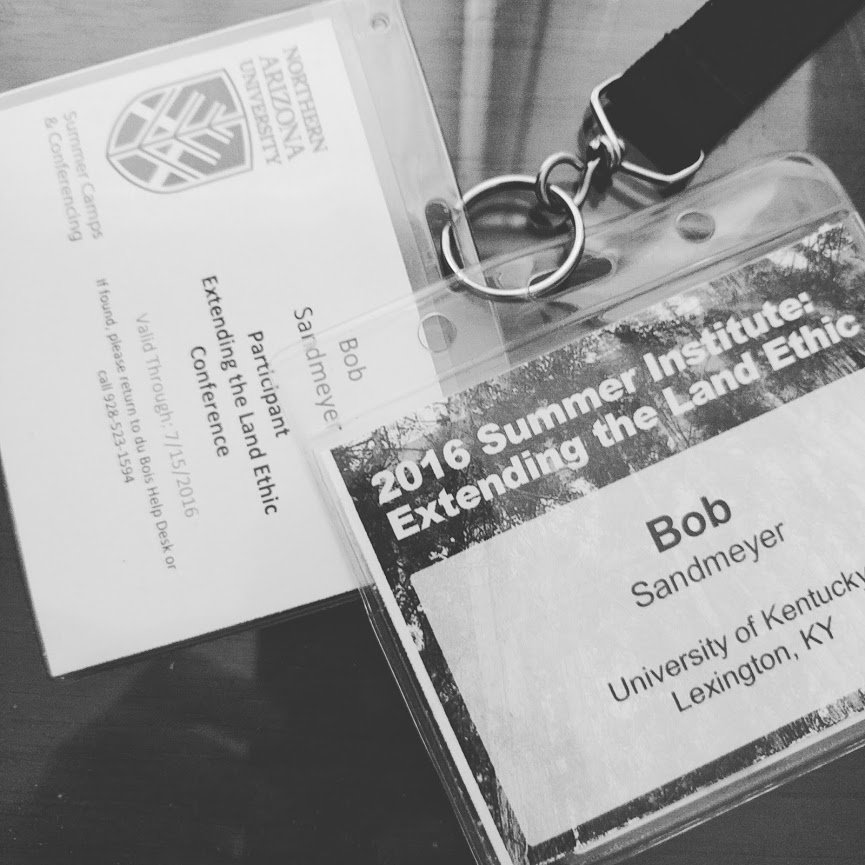 NORTHERN
ARIZONA
UNIVERSITY
Summer Camps
& Conferencing
Bob
Sandmeyer
Participant
Extending the Land Ethic
Conference
Valid Through: 7/15/2016
If found, please return to du Bois Help Desk or
call 928-523-1594
2016 Summer Institute:
Extending the Land Ethic
Bob
Sandmeyer
University of Kentucky
Lexington, KY